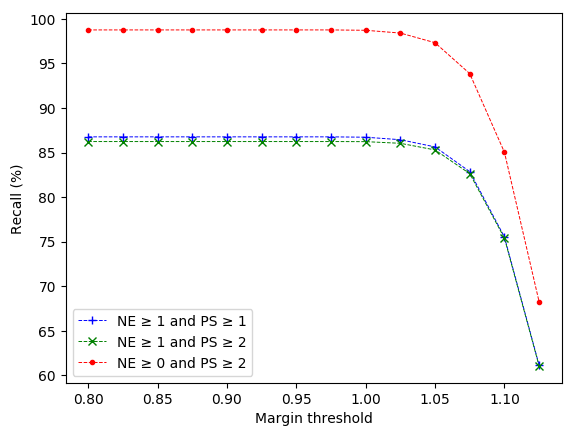 100
95
90
85
80
75
70
65
60
Recall (%)
NE ≥ 1 and PS ≥ 1
NE ≥ 1 and PS ≥ 2
NE ≥ 0 and PS ≥ 2
0.80 0.85 0.90 0.95 1.00 1.05 1.10
Margin threshold